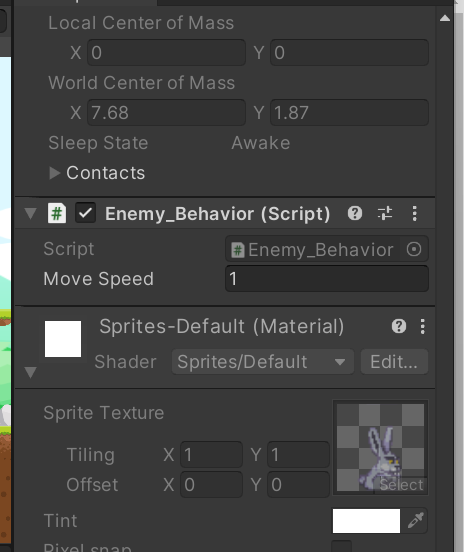 Local Center of Mass
X 0 Y 0
World Center of Mass
X 7.68 Y 1.87
Sleep State Awake
Contacts
# Enemy_Behavior (Script) ?
Script # Enemy_Behavior
Move Speed 1
Sprites-Default (Material) ?
Shader Sprites/Default Edit...
Sprite Texture
Tiling X 1 Y 1
Offset X 0 Y 0 Select
Tint
Pixel snap